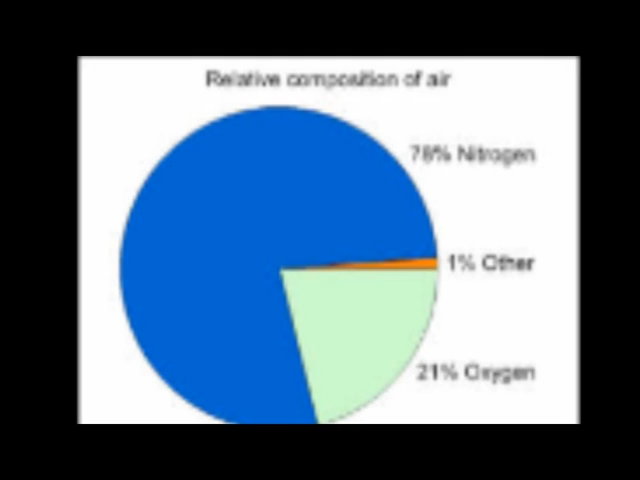 Relative composition of air
78% Nitrogen
1% Other
21% Oxygen